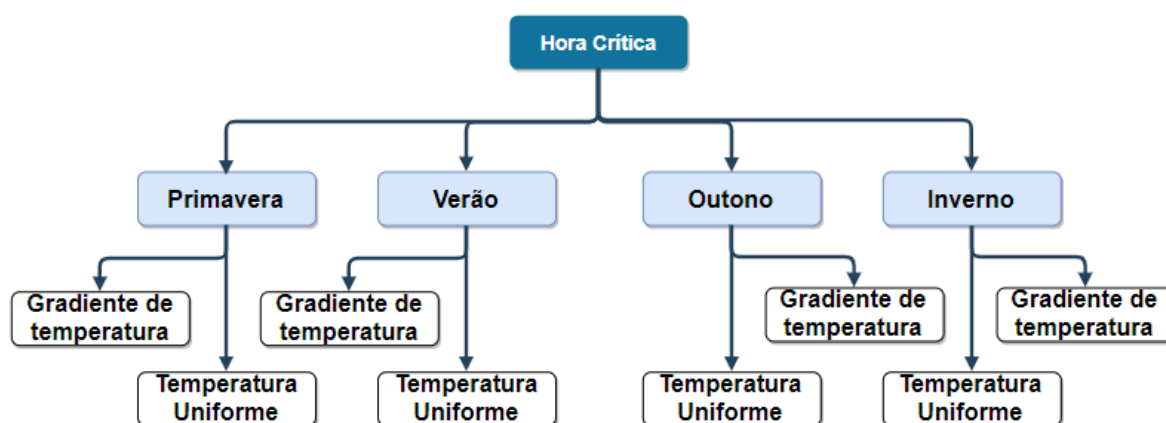 Hora Crítica
Primavera
Verão
Outono
Inverno
Gradiente de
temperatura
Gradiente de
temperatura
Gradiente de
temperatura
Gradiente de
temperatura
Temperatura
Uniforme
Temperatura
Uniforme
Temperatura
Uniforme
Temperatura
Uniforme